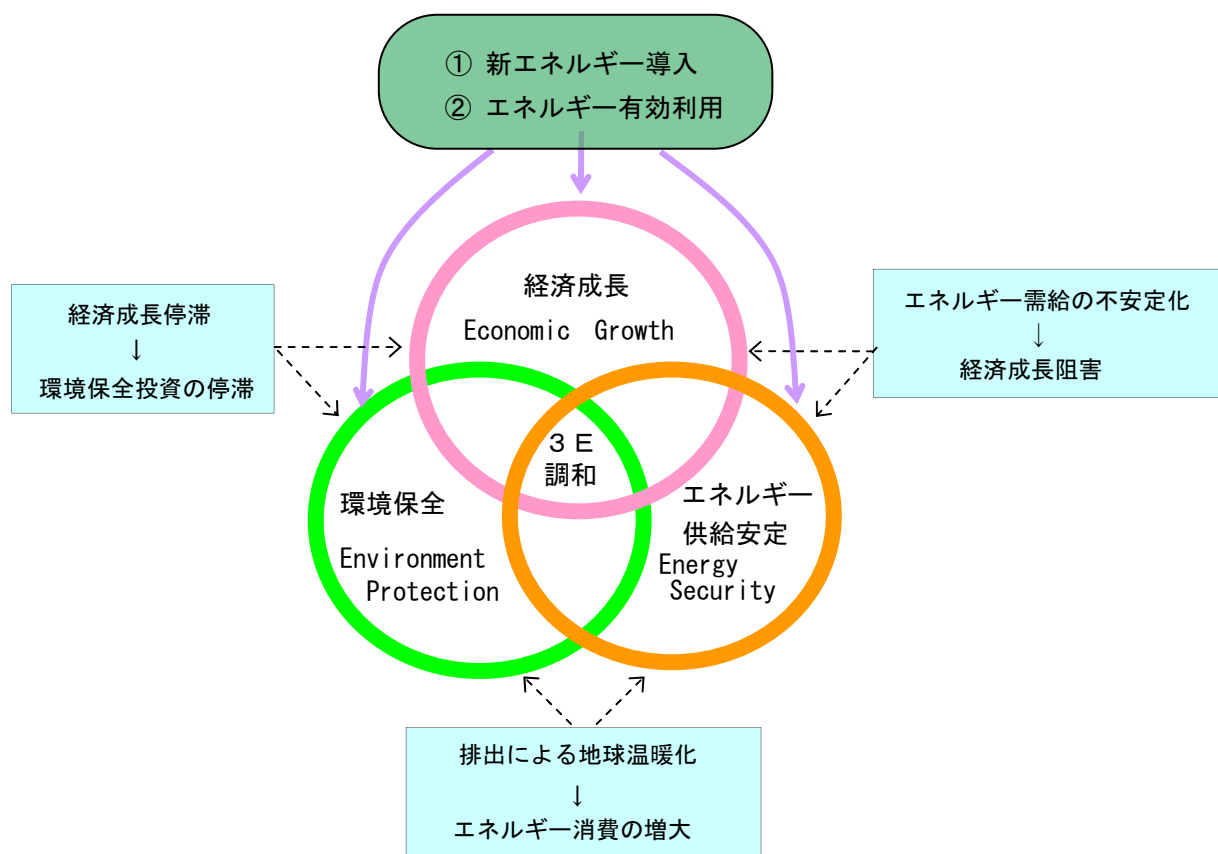 ① 新エネルギー導入
② エネルギー有効利用
経済成長
Economic Growth
経済成長停滞
↓
環境保全投資の停滞
エネルギー需給の不安定化
↓
経済成長阻害
3E
調和
環境保全
Environment
Protection
エネルギー
供給安定
Energy
Security
排出による地球温暖化
↓
エネルギー消費の増大